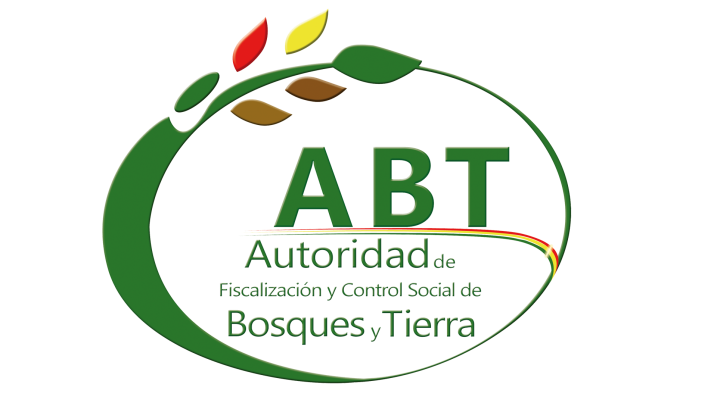 ABT
Autoridad de
Fiscalización y Control Social de
Bosques y Tierra